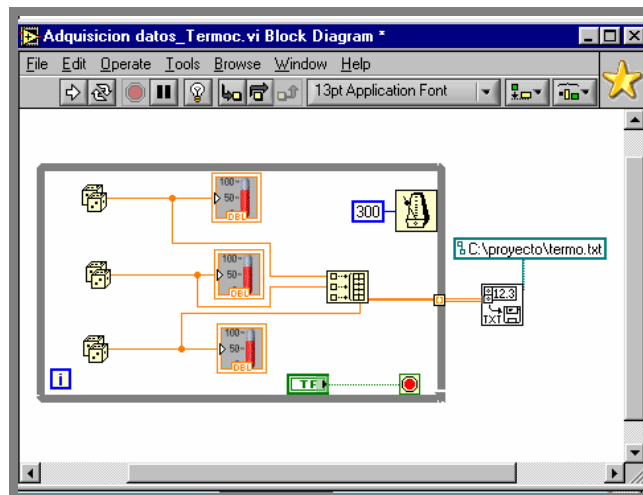 Adquisicion datos_Termoc.vi Block Diagram *
File Edit Operate Tools Browse Window Help
13pt Application Font
100
50
DBL
300
C:\proyecto\termo.txt
100
50
DBL
12.3
TXT
100
50
DBL
i
TF